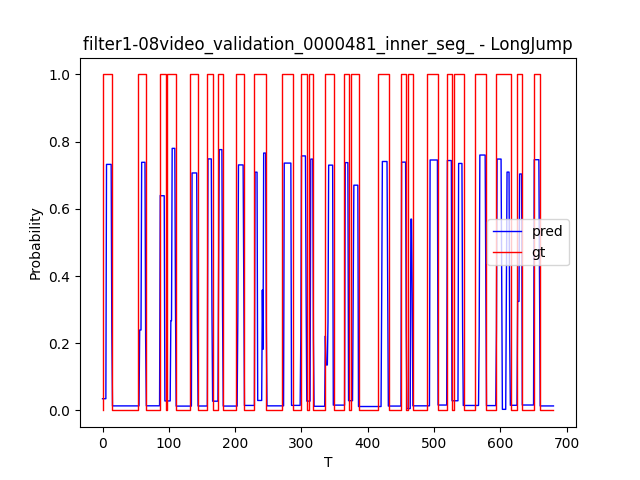 filter1-08video_validation_0000481_inner_seg_ - LongJump
1.0
0.8
0.6
0.4
0.2
0.0
Probability
pred
gt
0 100 200 300 400 500 600 700
T